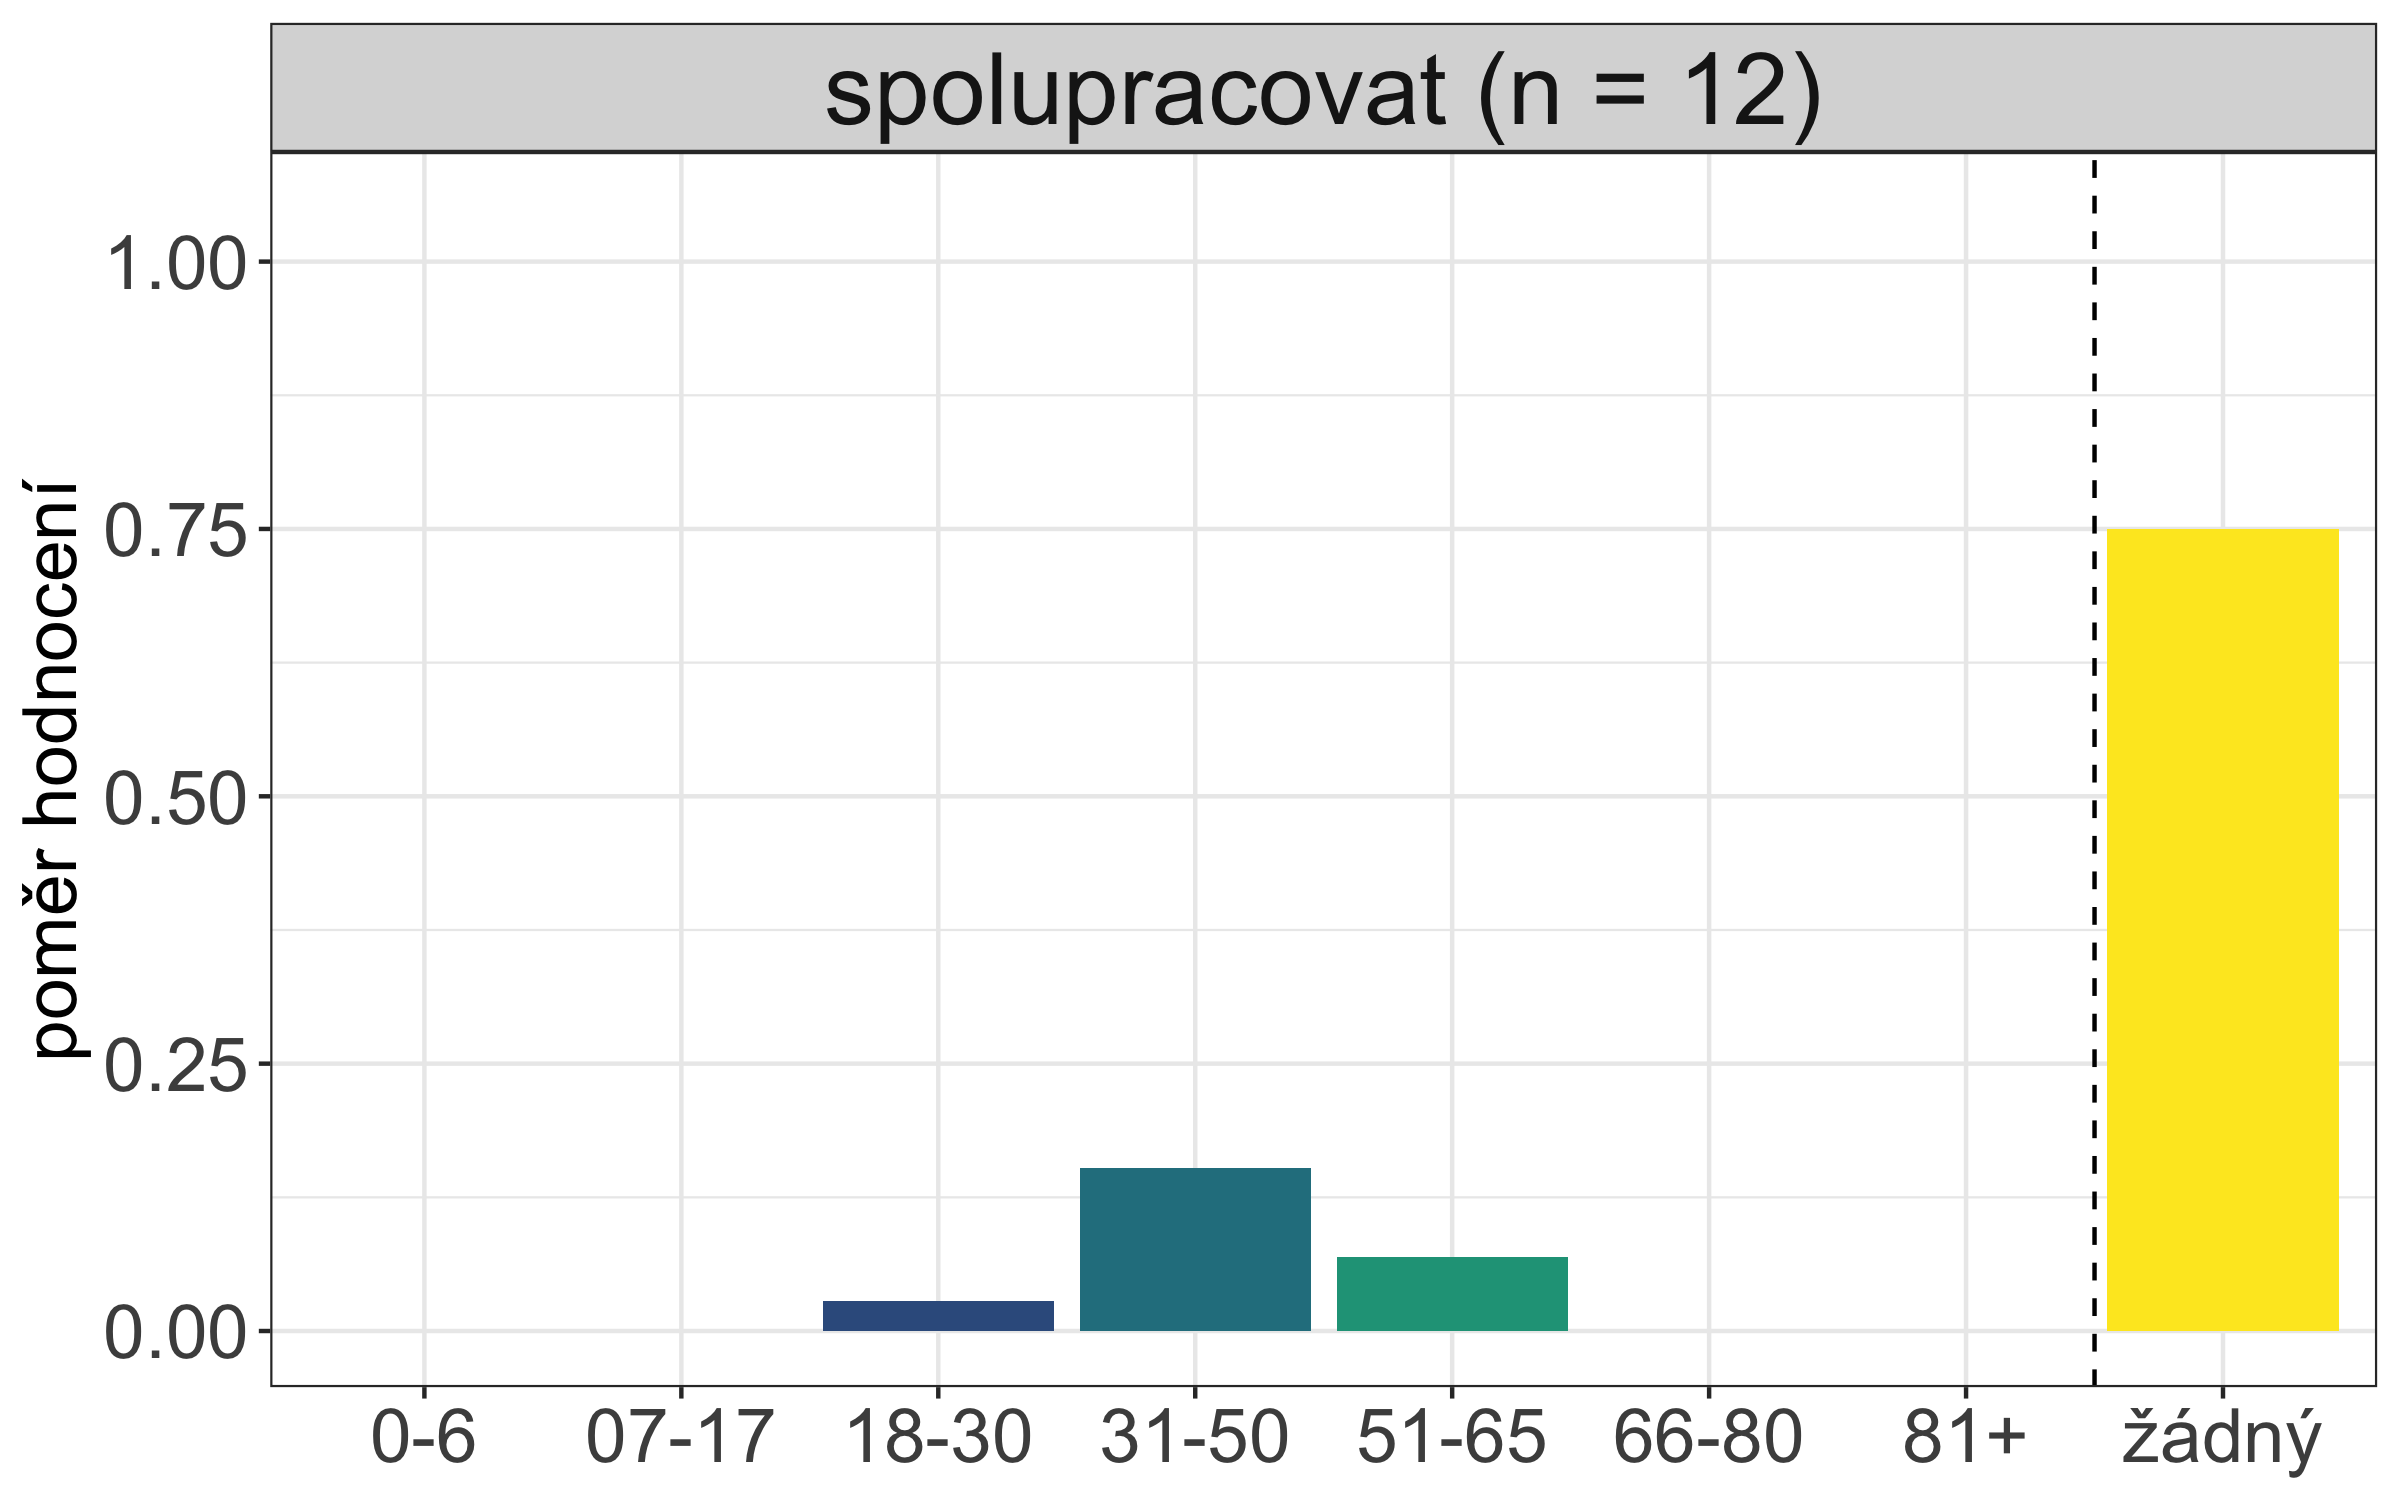 spolupracovat (n = 12)
poměr hodnocení
1.00
0.75
0.50
0.25
0.00
0-6 07-17 18-30 31-50 51-65 66-80 81+ žádný